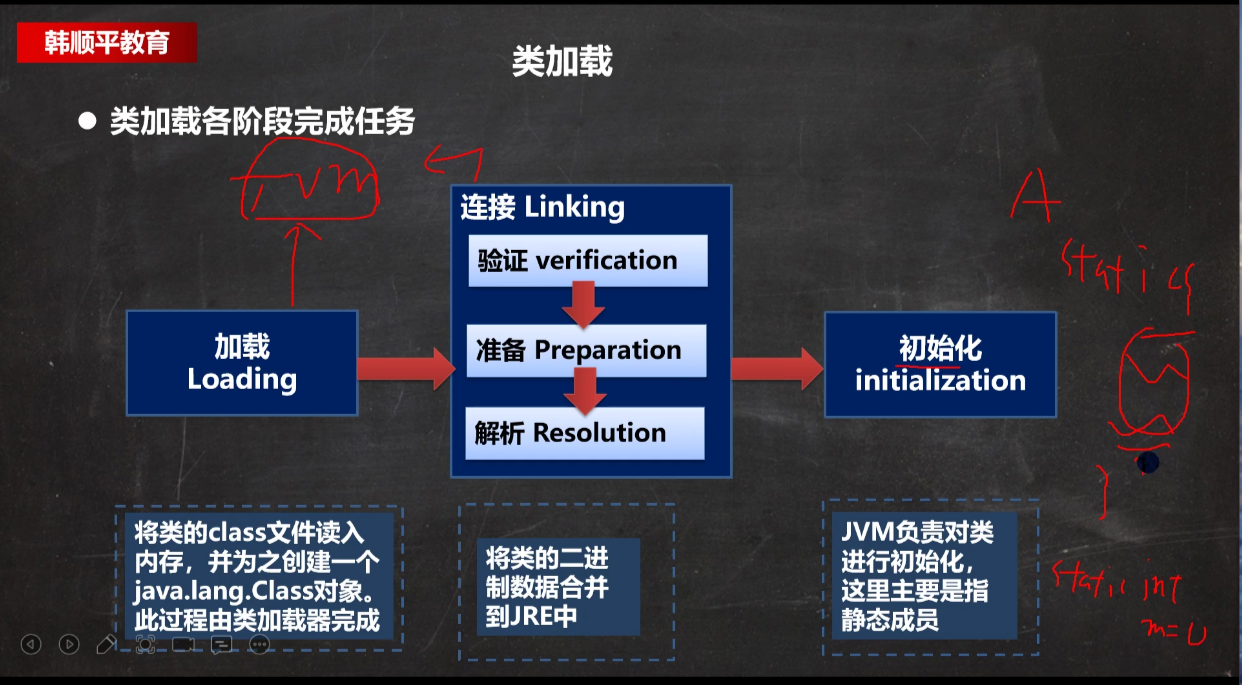 韩顺平教育
类加载
● 类加载各阶段完成任务
JVM
连接 Linking
验证 verification
准备 Preparation
解析 Resolution
加载
Loading
初始化
initialization
将类的class文件读入
内存，并为之创建一个
java.lang.Class对象。
此过程由类加载器完成
将类的二进
制数据合并
到JRE中
JVM负责对类
进行初始化，
这里主要是指
静态成员
A
static {
}
static int